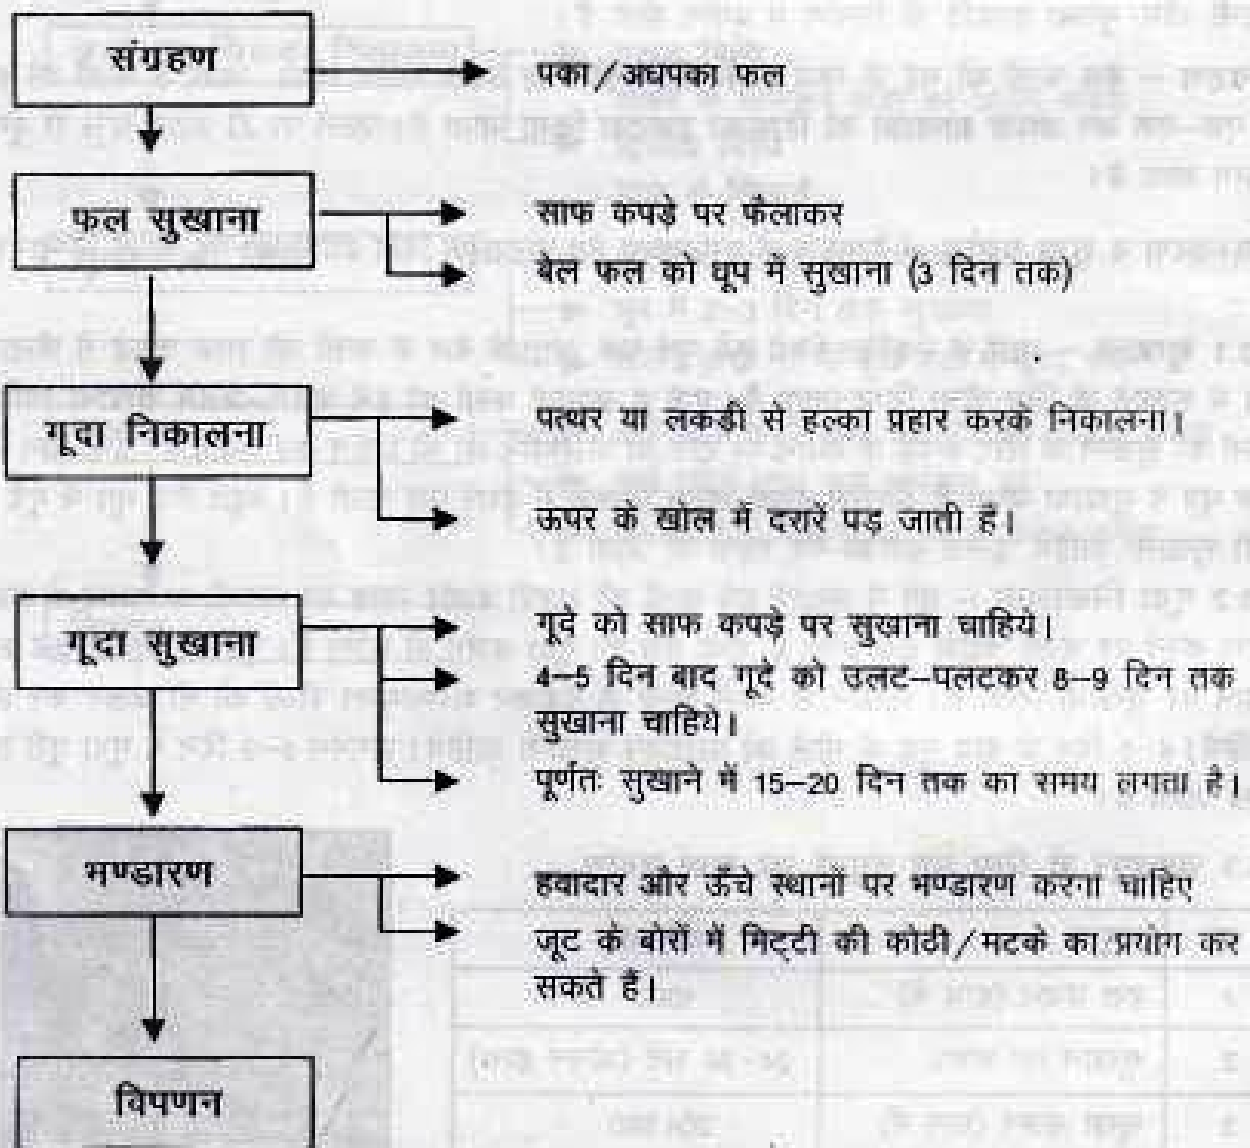 संग्रहण
पका/अधपका फल
फल सुखाना
साफ कपड़े पर फैलाकर
बेल फल को धूप में सुखाना (3 दिन तक)
गूदा निकालना
पत्थर या लकडी से हल्का प्रहार करके निकालना।
ऊपर के खोल में दरारें पड़ जाती हैं।
गूदा सुखाना
गूदे को साफ कपड़े पर सुखाना चाहिये।
4–5 दिन बाद गूदे को उलट–पलटकर 8–9 दिन तक
सुखाना चाहिये।
पूर्णतः सुखाने में 15–20 दिन तक का समय लगता है।
भण्डारण
हवादार और ऊँचे स्थानों पर भण्डारण करना चाहिए
जूट के बोरों में मिट्टी की कोठी/मटके का प्रयोग कर
सकते हैं।
विपणन